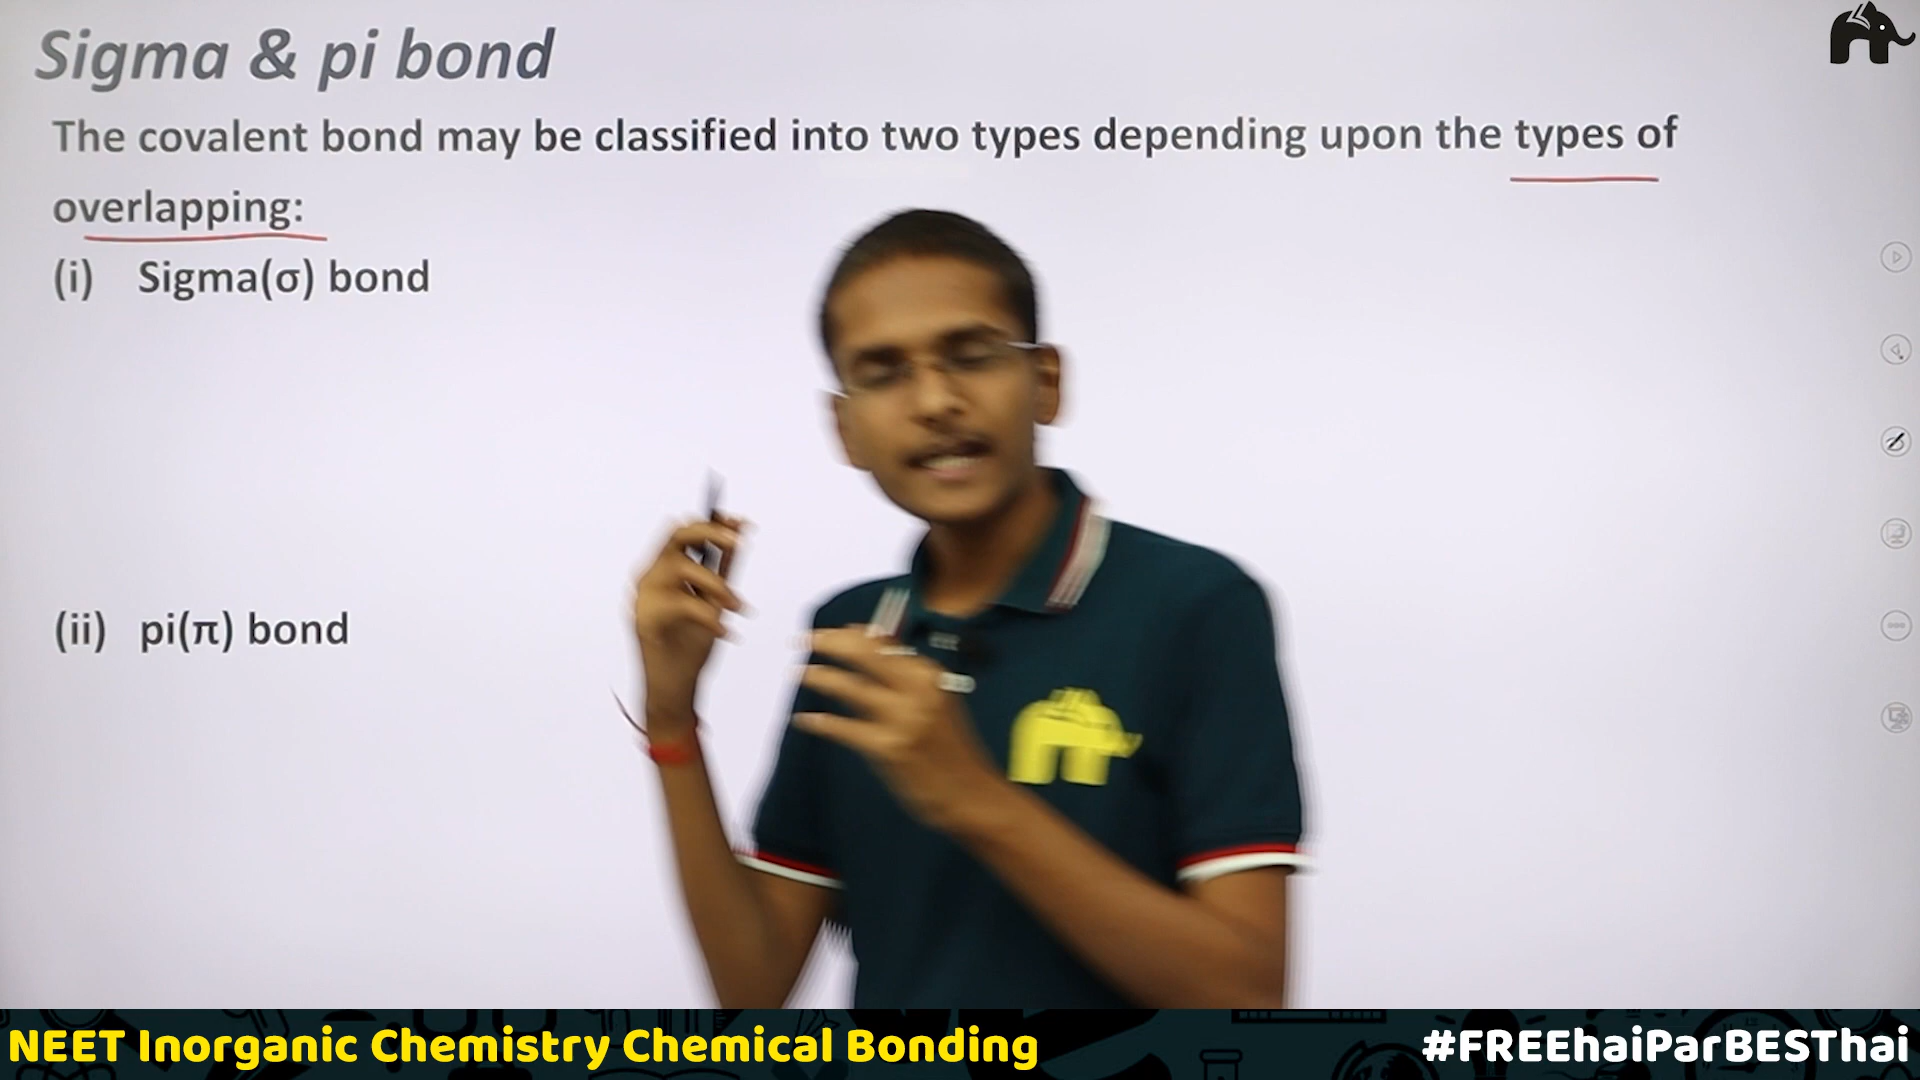 Sigma & pi bond
The covalent bond may be classified into two types depending upon the types of
overlapping:
(i) Sigma(σ) bond
(ii) pi(π) bond
NEET Inorganic Chemistry Chemical Bonding
#FREEhaiParBESThai